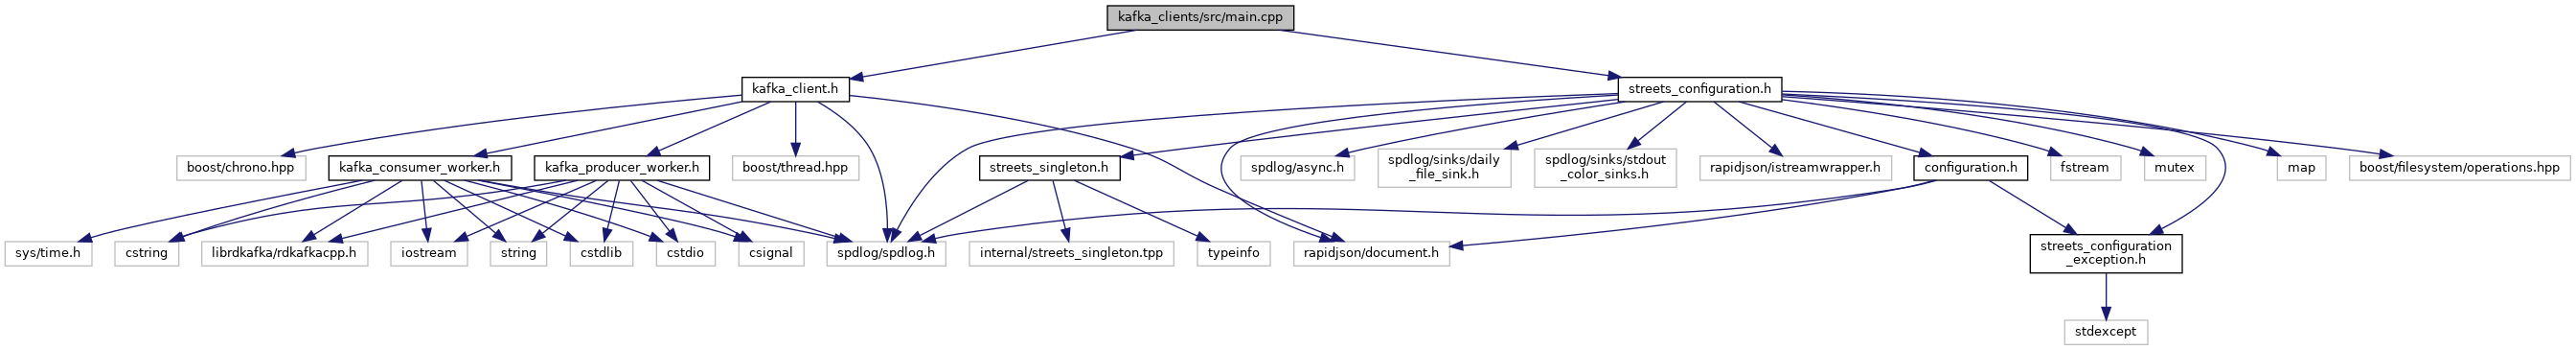 kafka_clients/src/main.cpp
kafka_client.h
streets_configuration.h
boost/chrono.hpp
kafka_consumer_worker.h
kafka_producer_worker.h
boost/thread.hpp
streets_singleton.h
spdlog/async.h
spdlog/sinks/daily
_file_sink.h
spdlog/sinks/stdout
_color_sinks.h
rapidjson/istreamwrapper.h
configuration.h
fstream
mutex
map
boost/filesystem/operations.hpp
sys/time.h
cstring
librdkafka/rdkafkacpp.h
iostream
string
cstdlib
cstdio
csignal
spdlog/spdlog.h
internal/streets_singleton.tpp
typeinfo
rapidjson/document.h
streets_configuration
_exception.h
stdexcept